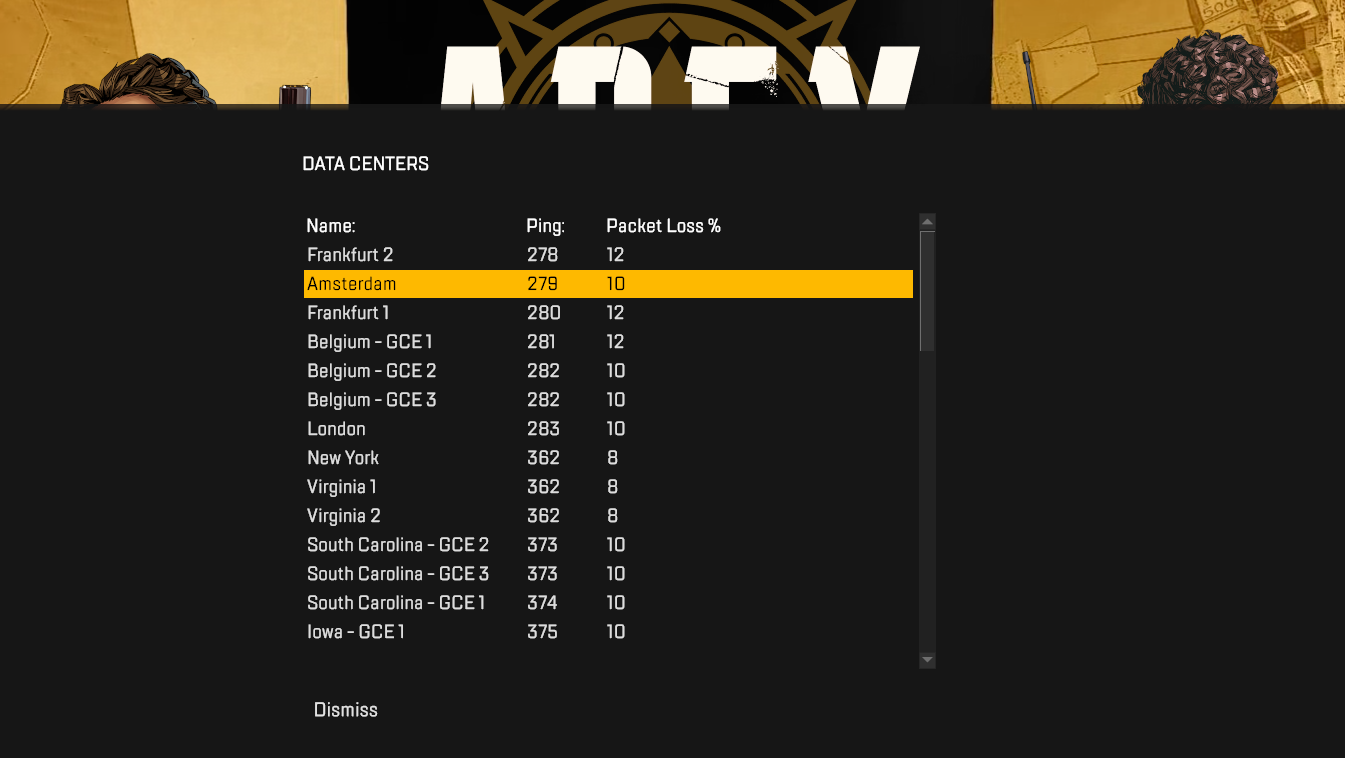 APEX
DATA CENTERS
Name: Ping: Packet Loss %
Frankfurt 2 278 12
Amsterdam 279 10
Frankfurt 1 280 12
Belgium - GCE 1 281 12
Belgium - GCE 2 282 10
Belgium - GCE 3 282 10
London 283 10
New York 362 8
Virginia 1 362 8
Virginia 2 362 8
South Carolina - GCE 2 373 10
South Carolina - GCE 3 373 10
South Carolina - GCE 1 374 10
Iowa - GCE 1 375 10
Dismiss